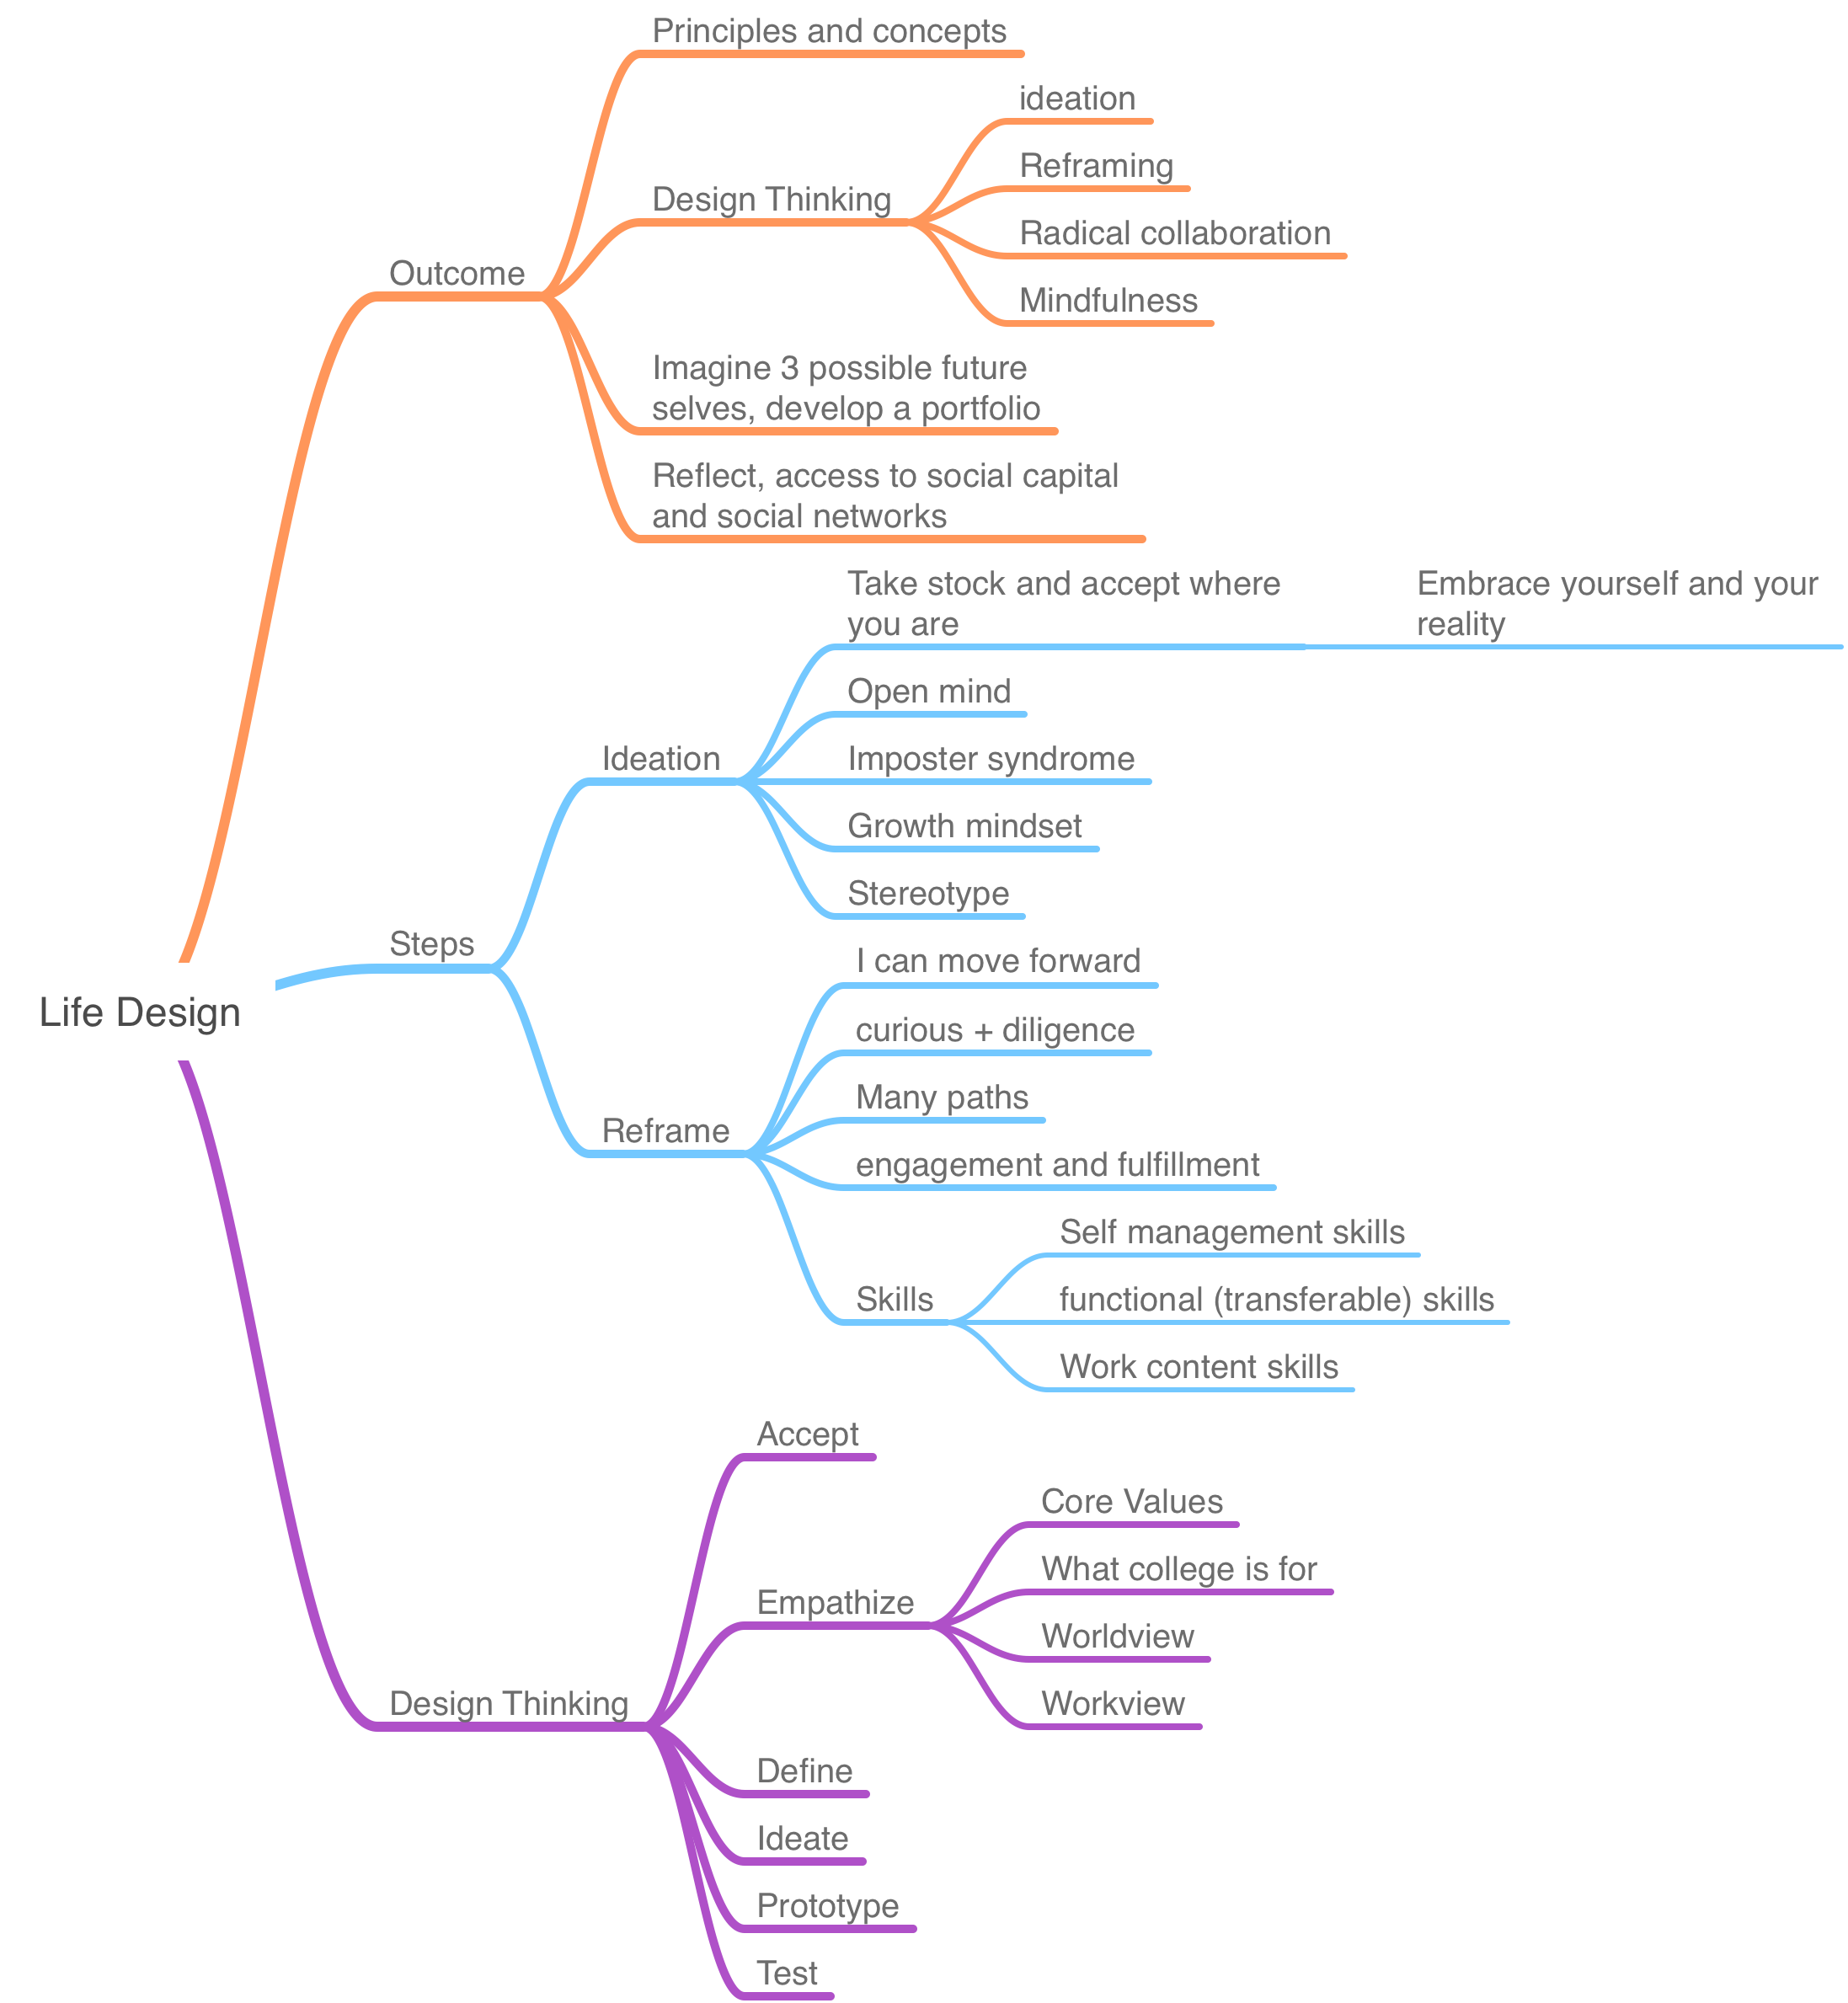 Principles and concepts
ideation
Reframing
Design Thinking
Radical collaboration
Outcome
Mindfulness
Imagine 3 possible future
selves, develop a portfolio
Reflect, access to social capital
and social networks
Take stock and accept where
you are
Embrace yourself and your
reality
Open mind
Ideation
Imposter syndrome
Growth mindset
Stereotype
Steps
I can move forward
Life Design
curious + diligence
Many paths
Reframe
engagement and fulfillment
Self management skills
Skills
functional (transferable) skills
Work content skills
Accept
Core Values
What college is for
Empathize
Worldview
Workview
Design Thinking
Define
Ideate
Prototype
Test